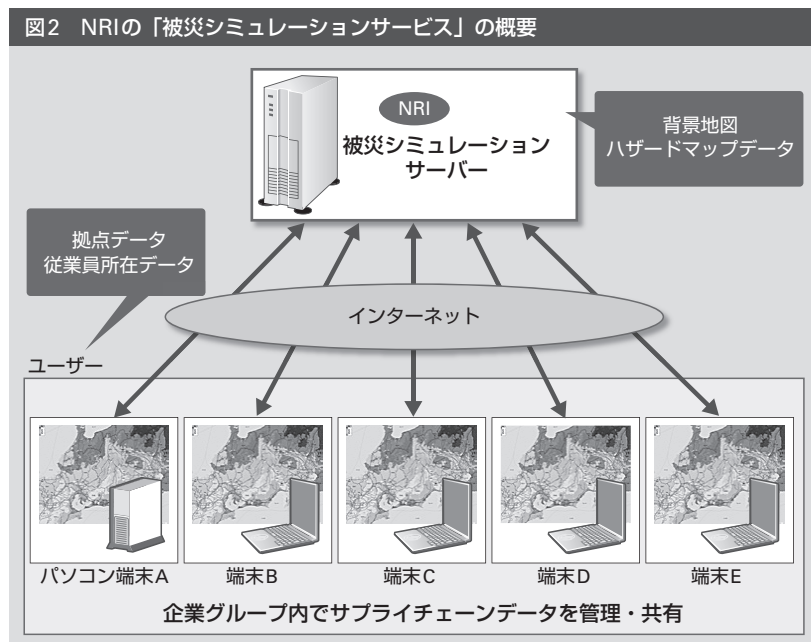 図2　NRIの「被災シミュレーションサービス」の概要
NRI
被災シミュレーション
サーバー
背景地図
ハザードマップデータ
拠点データ
従業員所在データ
インターネット
ユーザー
パソコン端末A
端末B
端末C
端末D
端末E
企業グループ内でサプライチェーンデータを管理・共有